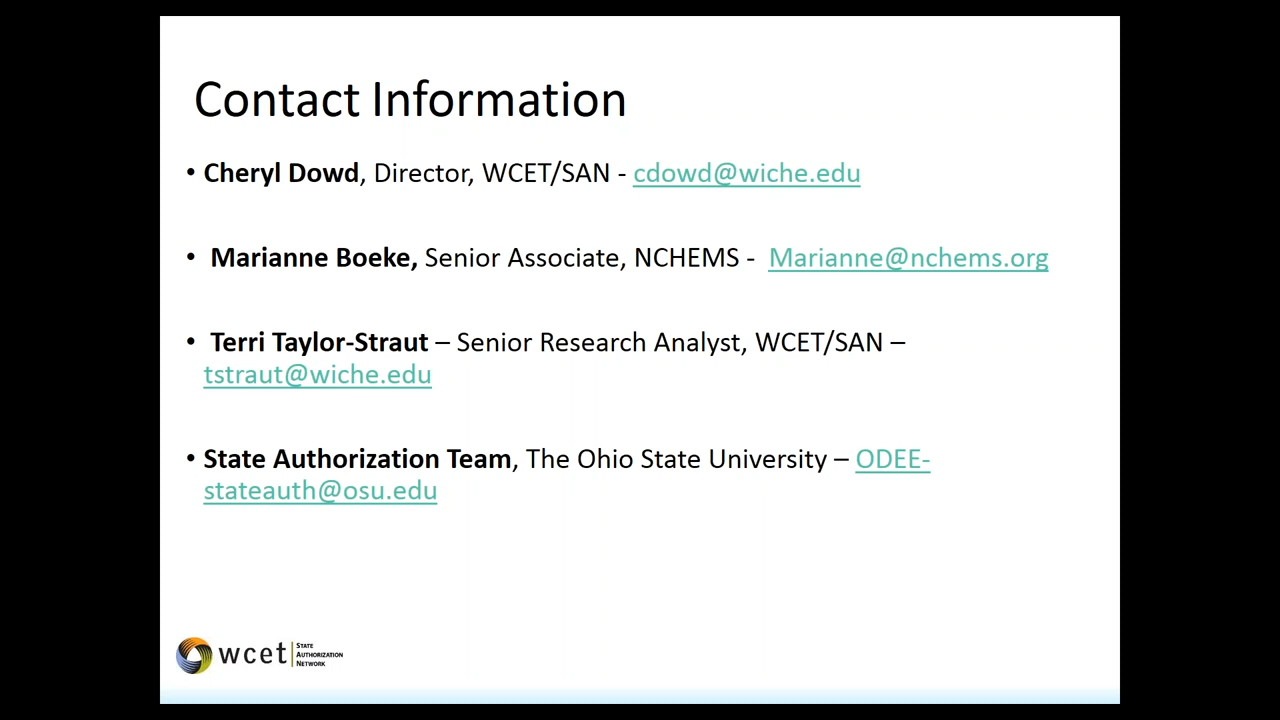 Contact Information
• Cheryl Dowd, Director, WCET/SAN - cdowd@wiche.edu
• Marianne Boeke, Senior Associate, NCHEMS - Marianne@nchems.org
• Terri Taylor-Straut – Senior Research Analyst, WCET/SAN –
tstraut@wiche.edu
• State Authorization Team, The Ohio State University – ODEE-
stateauth@osu.edu
wcet
STATE
AUTHORIZATION
NETWORK